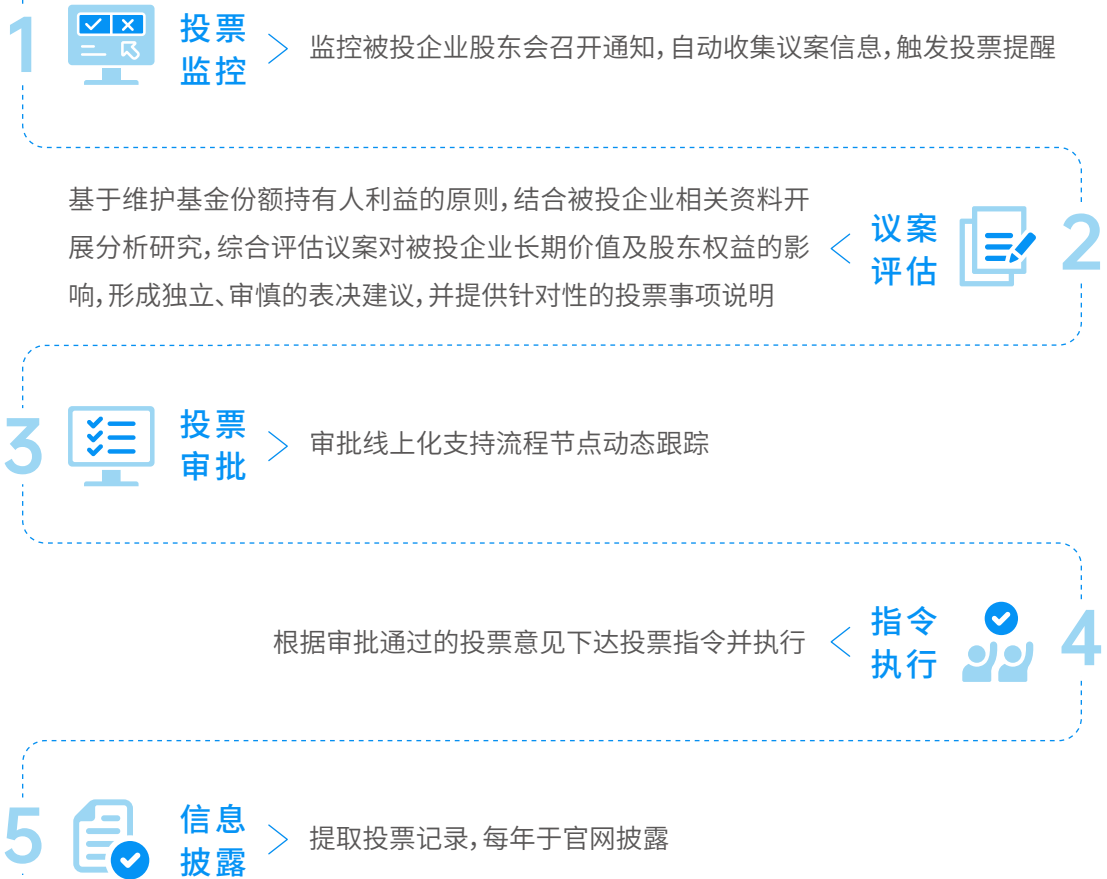 1
投票
监控
监控被投企业股东会召开通知，自动收集议案信息，触发投票提醒
基于维护基金份额持有人利益的原则，结合被投企业相关资料开
展分析研究，综合评估议案对被投企业长期价值及股东权益的影
响，形成独立、审慎的表决建议，并提供针对性的投票事项说明
议案
评估
2
3
投票
审批
审批线上化支持流程节点动态跟踪
根据审批通过的投票意见下达投票指令并执行
指令
执行
4
5
信息
披露
提取投票记录，每年于官网披露